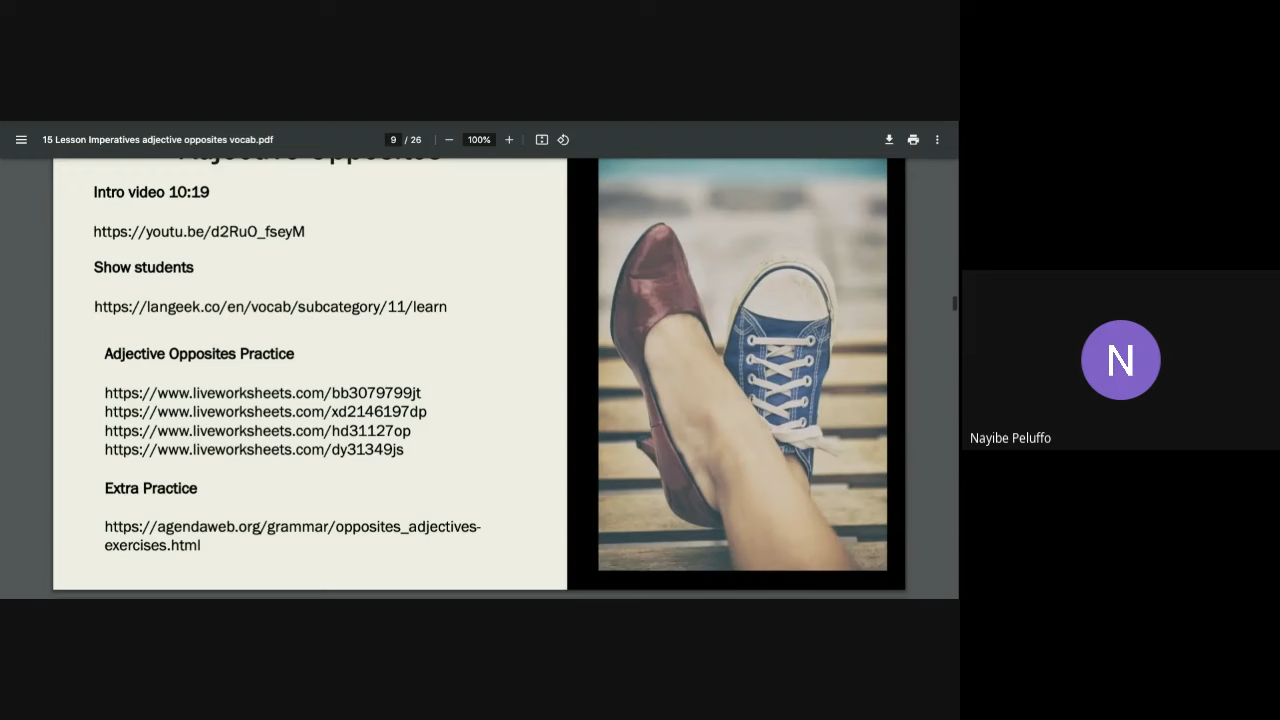 15 Lesson Imperatives adjective opposites vocab.pdf
9 / 26
100%
Adjective Opposites
Intro video 10:19
https://youtu.be/d2RuO_fseyM
Show students
https://langeek.co/en/vocab/subcategory/11/learn
Adjective Opposites Practice
https://www.liveworksheets.com/bb3079799jt
https://www.liveworksheets.com/xd2146197dp
https://www.liveworksheets.com/hd31127op
https://www.liveworksheets.com/dy31349js
Extra Practice
https://agendaweb.org/grammar/opposites_adjectives-
exercises.html
N
Nayibe Peluffo